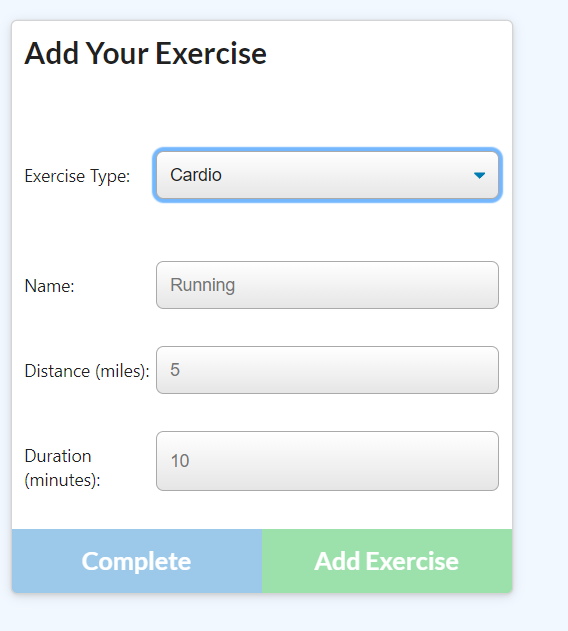 Add Your Exercise
Exercise Type: Cardio
Name: Running
Distance (miles): 5
Duration
(minutes): 10
Complete Add Exercise